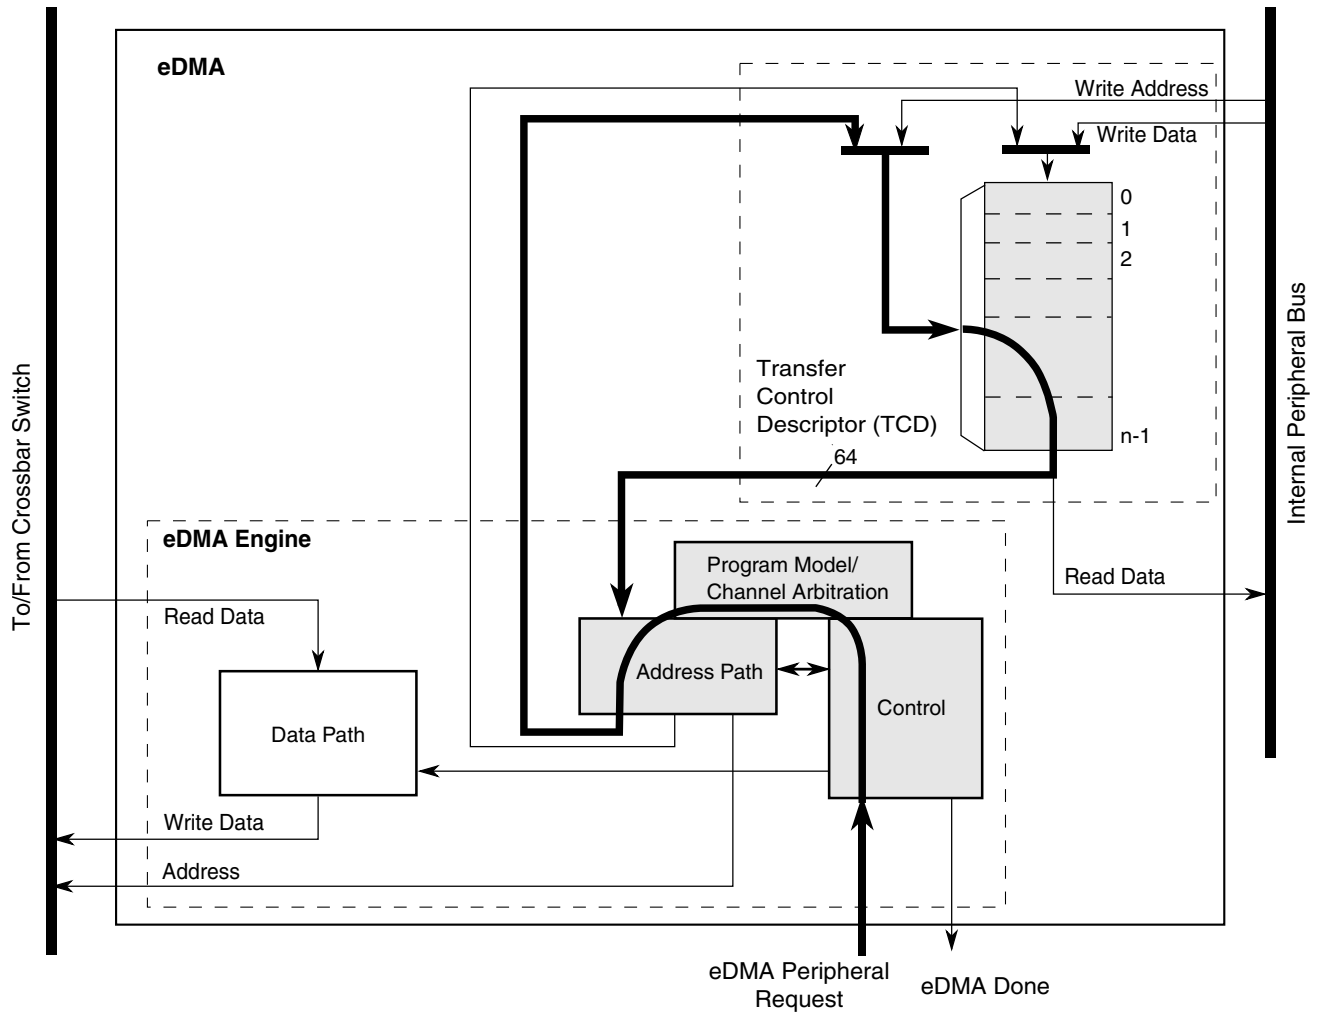 eDMA
Write Address
Write Data
0
1
2
n-1
Transfer
Control
Descriptor (TCD)
64
To/From Crossbar Switch
Internal Peripheral Bus
eDMA Engine
Program Model/
Channel Arbitration
Read Data
Read Data
Address Path
Control
Data Path
Write Data
Address
eDMA Peripheral
Request
eDMA Done